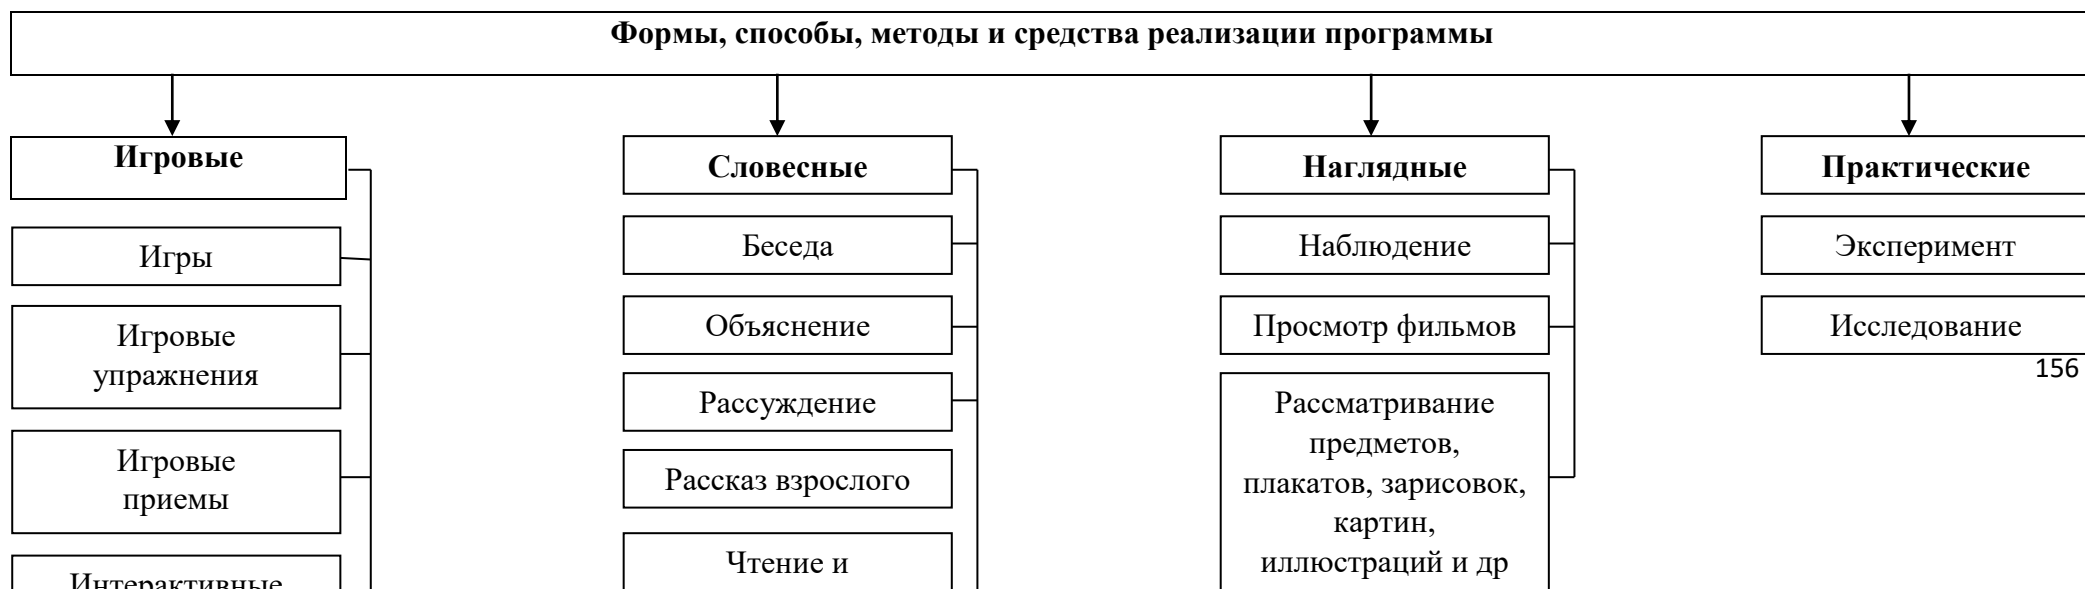 Формы, способы, методы и средства реализации программы
Игровые
Игры
Игровые
упражнения
Игровые
приемы
Интерактивные
Словесные
Беседа
Объяснение
Рассуждение
Рассказ взрослого
Чтение и
Наглядные
Наблюдение
Просмотр фильмов
Рассматривание
предметов,
плакатов, зарисовок,
картин,
иллюстраций и др
Практические
Эксперимент
Исследование
156